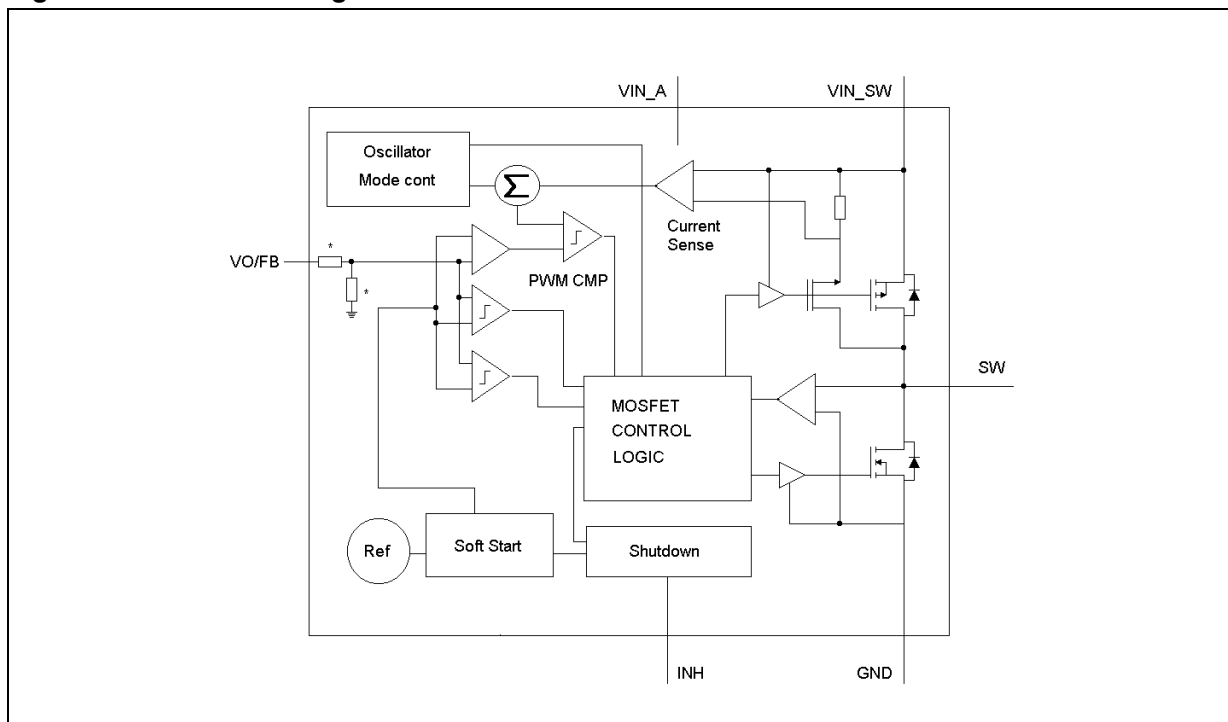 VIN_A
VIN_SW
Oscillator
Mode cont
Σ
Current
Sense
*
VO/FB
*
PWM CMP
SW
MOSFET
CONTROL
LOGIC
Ref
Soft Start
Shutdown
INH
GND